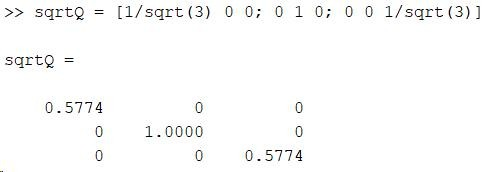 >> sqrtQ = [1/sqrt(3) 0 0; 0 1 0; 0 0 1/sqrt(3)]
sqrtQ =
0.5774 0 0
0 1.0000 0
0 0 0.5774